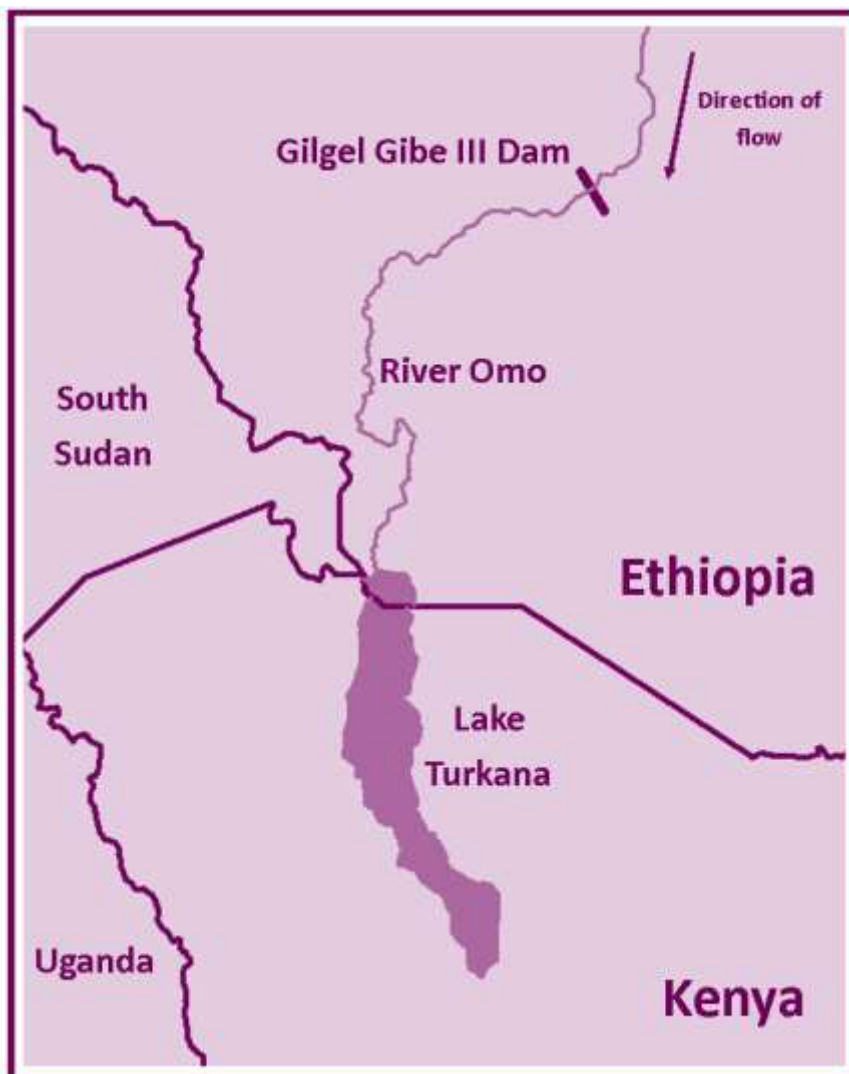 Direction of
flow
Gilgel Gibe III Dam
River Omo
South
Sudan
Ethiopia
Lake
Turkana
Uganda
Kenya